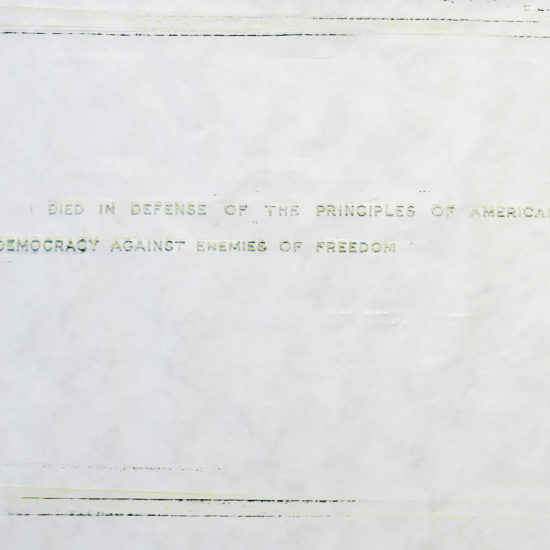 DIED IN DEFENSE OF THE PRINCIPLES OF AMERICAN
DEMOCRACY AGAINST ENEMIES OF FREEDOM